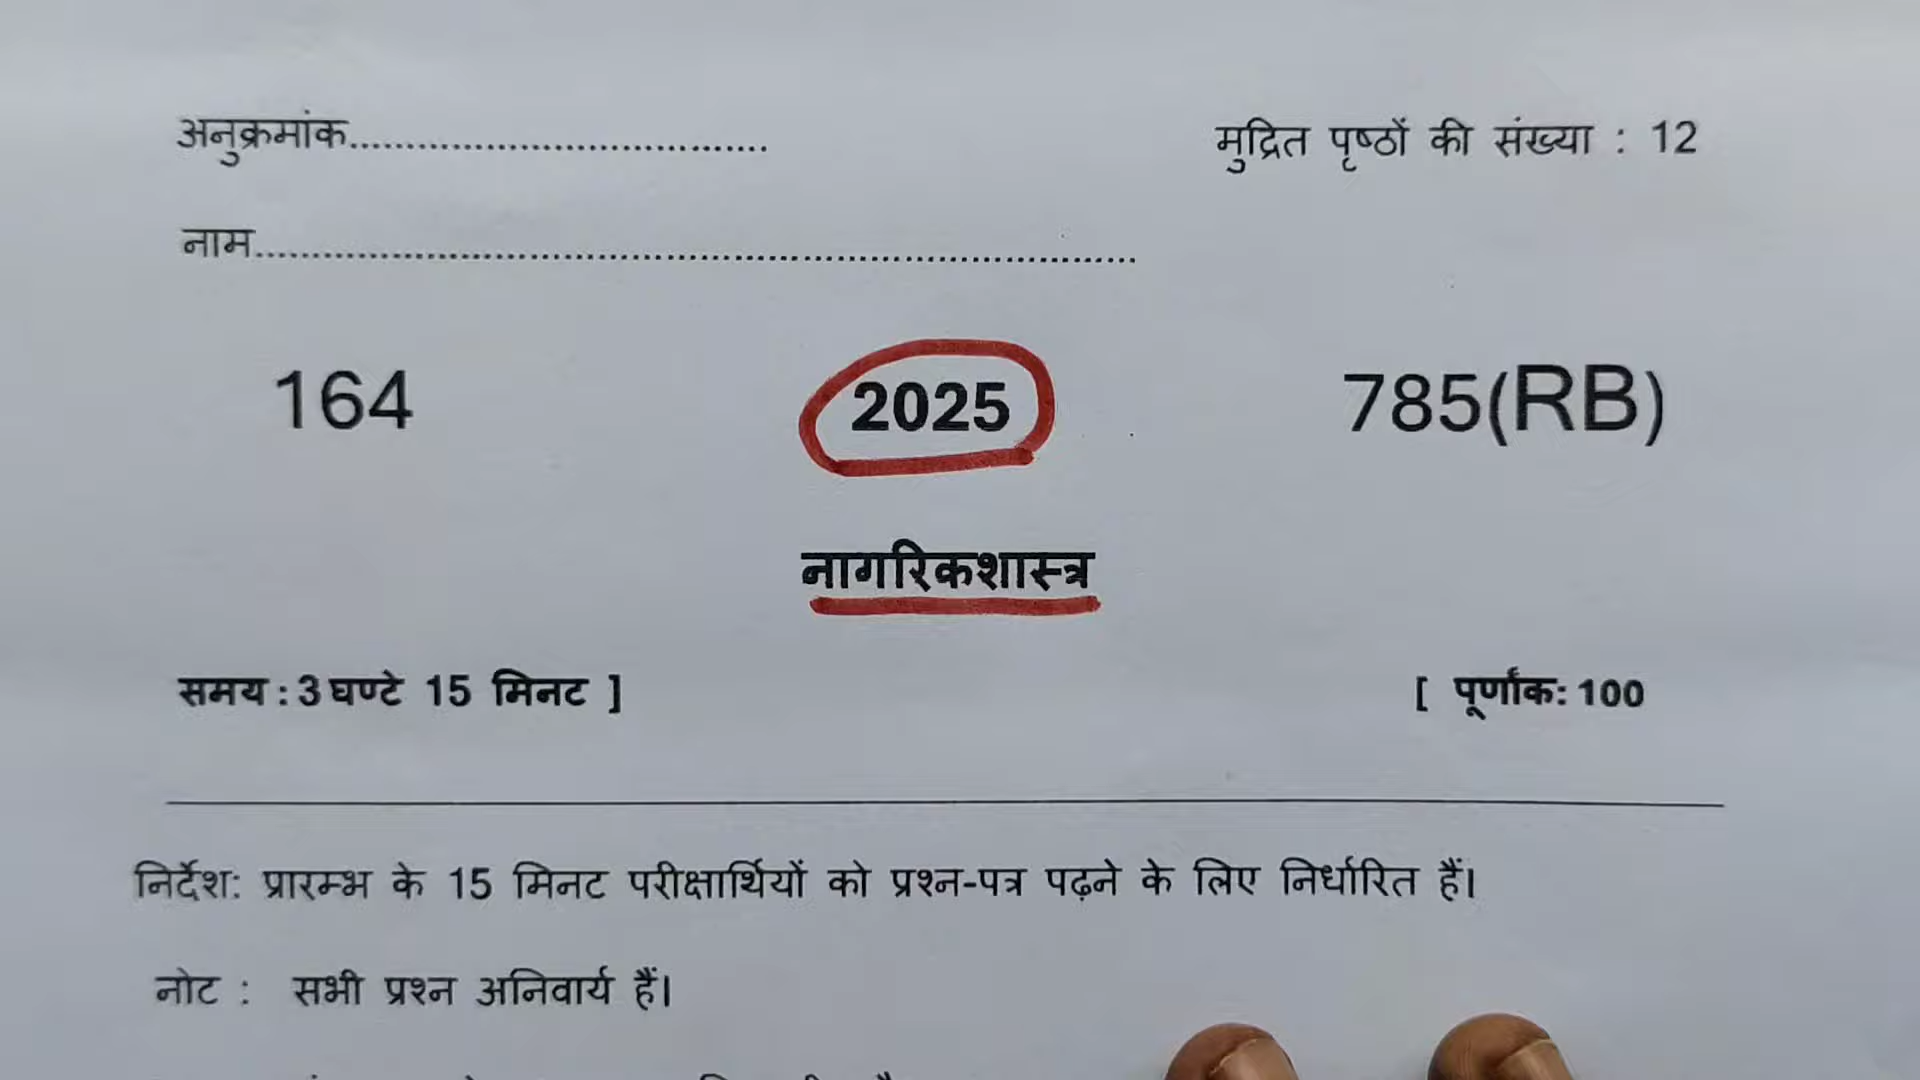 अनुक्रमांक.................................... मुद्रित पृष्ठों की संख्या : 12
नाम...............................................................................
164 2025 785(RB)
नागरिकशास्त्र
समय : 3 घण्टे 15 मिनट ] [ पूर्णांक: 100
निर्देश: प्रारम्भ के 15 मिनट परीक्षार्थियों को प्रश्न-पत्र पढ़ने के लिए निर्धारित हैं।
नोट : सभी प्रश्न अनिवार्य हैं।